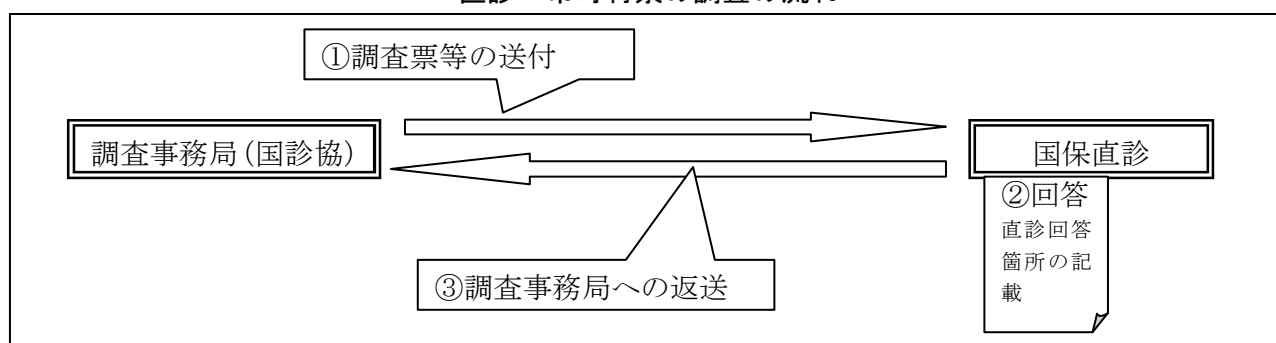 ①調査票等の送付
調査事務局(国診協)
国保直診
②回答
直診回答
箇所の記
載
③調査事務局への返送